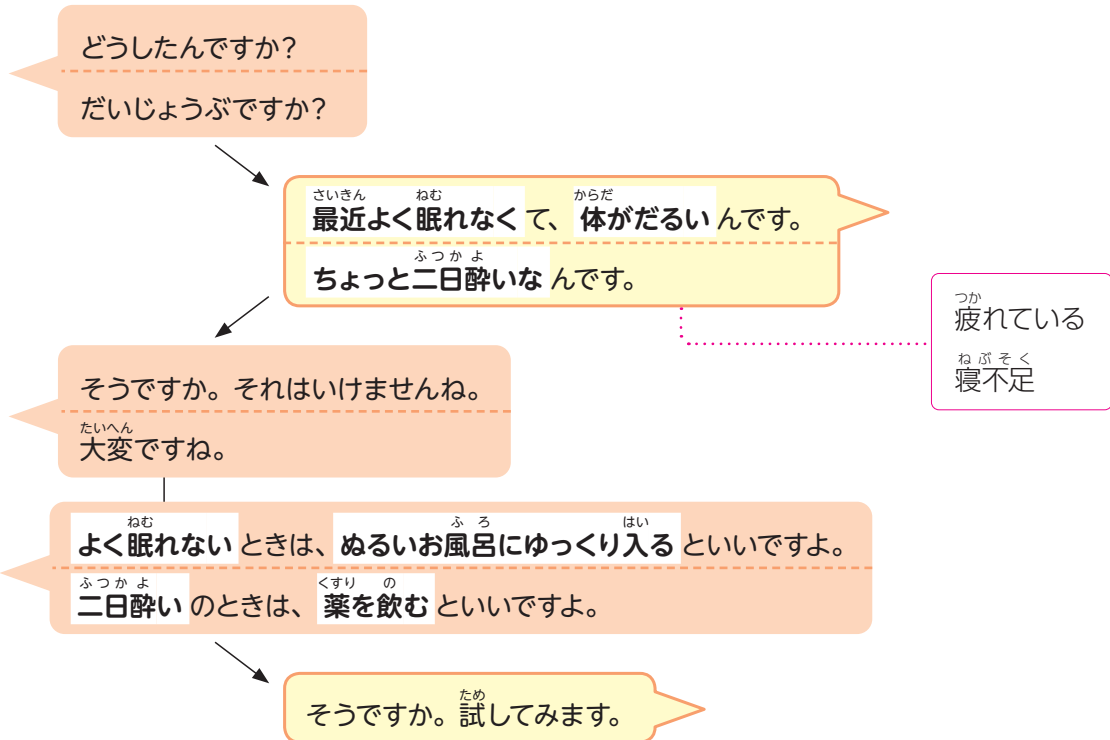 どうしたんですか?
だいじょうぶですか?
さいきん ねむ からだ
最近よく眠れなくて、体がだるいんです。
ふつかよ
ちょっと二日酔いなんです。
つか
疲れている
ねぶそく
寝不足
そうですか。それはいけませんね。
たいへん
大変ですね。
ねむ ふろ はい
よく眠れないときは、ぬるいお風呂にゆっくり入るといいですよ。
ふつかよ くすり の
二日酔いのときは、薬を飲むといいですよ。
ため
そうですか。試してみます。